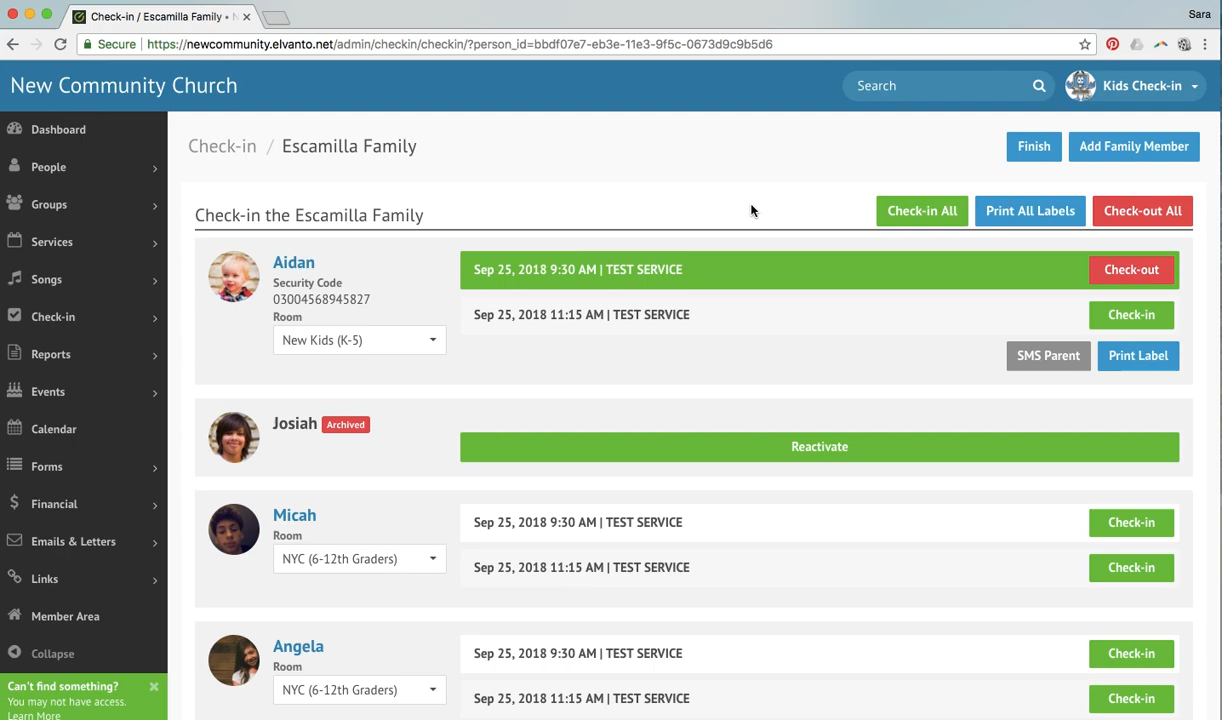 Check-in / Escamilla Family •
Sara
Secure
https://newcommunity.elvanto.net/admin/checkin/checkin/?person_id=bbdf07e7-eb3e-11e3-9f5c-0673d9c9b5d6
New Community Church
Search
Kids Check-in
Dashboard
People
Groups
Services
Songs
Check-in
Reports
Events
Calendar
Forms
Financial
Emails & Letters
Links
Member Area
Collapse
Can't find something?
You may not have access.
Learn More
Check-in / Escamilla Family
Finish
Add Family Member
Check-in the Escamilla Family
Check-in All
Print All Labels
Check-out All
Aidan
Security Code
03004568945827
Room
New Kids (K-5)
Sep 25, 2018 9:30 AM | TEST SERVICE
Check-out
Sep 25, 2018 11:15 AM | TEST SERVICE
Check-in
SMS Parent
Print Label
Josiah Archived
Reactivate
Micah
Room
NYC (6-12th Graders)
Sep 25, 2018 9:30 AM | TEST SERVICE
Check-in
Sep 25, 2018 11:15 AM | TEST SERVICE
Check-in
Angela
Room
NYC (6-12th Graders)
Sep 25, 2018 9:30 AM | TEST SERVICE
Check-in
Sep 25, 2018 11:15 AM | TEST SERVICE
Check-in